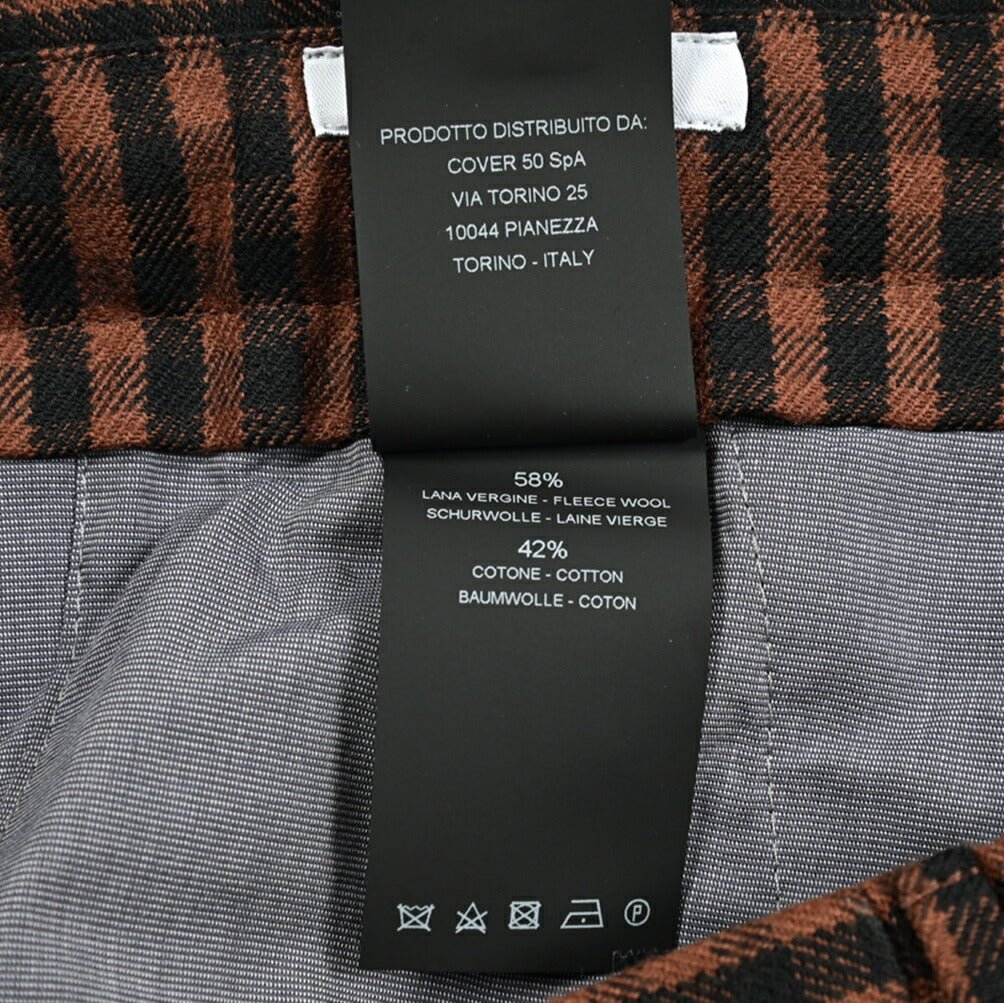 PRODOTTO DISTRIBUITO DA:
COVER 50 SpA
VIA TORINO 25
10044 PIANEZZA
TORINO - ITALY
58%
LANA VERGINE - FLEECE WOOL
SCHURWOLLE - LAINE VIERGE
42%
COTONE - COTTON
BAUMWOLLE - COTON
P